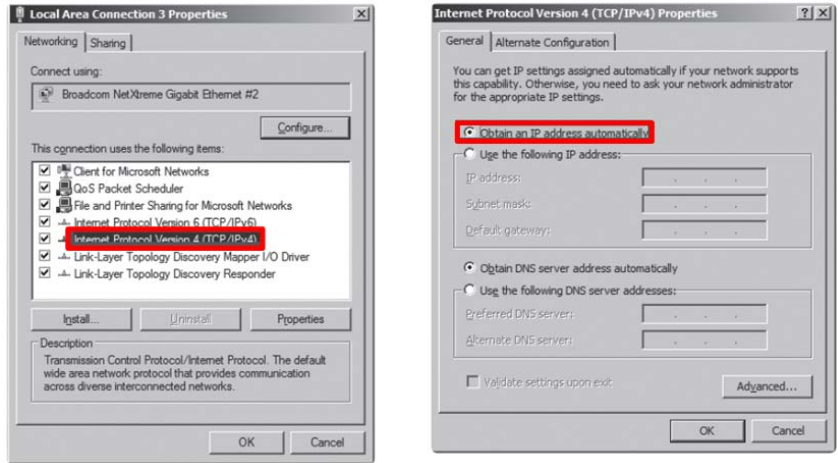 Local Area Connection 3 Properties
Networking
Sharing
Connect using:
Broadcom NetXtreme Gigabit Ethernet #2
Configure...
This connection uses the following items:
Client for Microsoft Networks
QoS Packet Scheduler
File and Printer Sharing for Microsoft Networks
Internet Protocol Version 6 (TCP/IPv6)
Internet Protocol Version 4 (TCP/IPv4)
Link-Layer Topology Discovery Mapper I/O Driver
Link-Layer Topology Discovery Responder
Install...
Uninstall
Properties
Description
Transmission Control Protocol/Internet Protocol. The default
wide area network protocol that provides communication
across diverse interconnected networks.
OK
Cancel
Internet Protocol Version 4 (TCP/IPv4) Properties
General
Alternate Configuration
You can get IP settings assigned automatically if your network supports
this capability. Otherwise, you need to ask your network administrator
for the appropriate IP settings.
Obtain an IP address automatically
Use the following IP address:
IP address:
Subnet mask:
Default gateway:
Obtain DNS server address automatically
Use the following DNS server addresses:
Preferred DNS server:
Alternate DNS server:
Validate settings upon exit
Advanced...
OK
Cancel